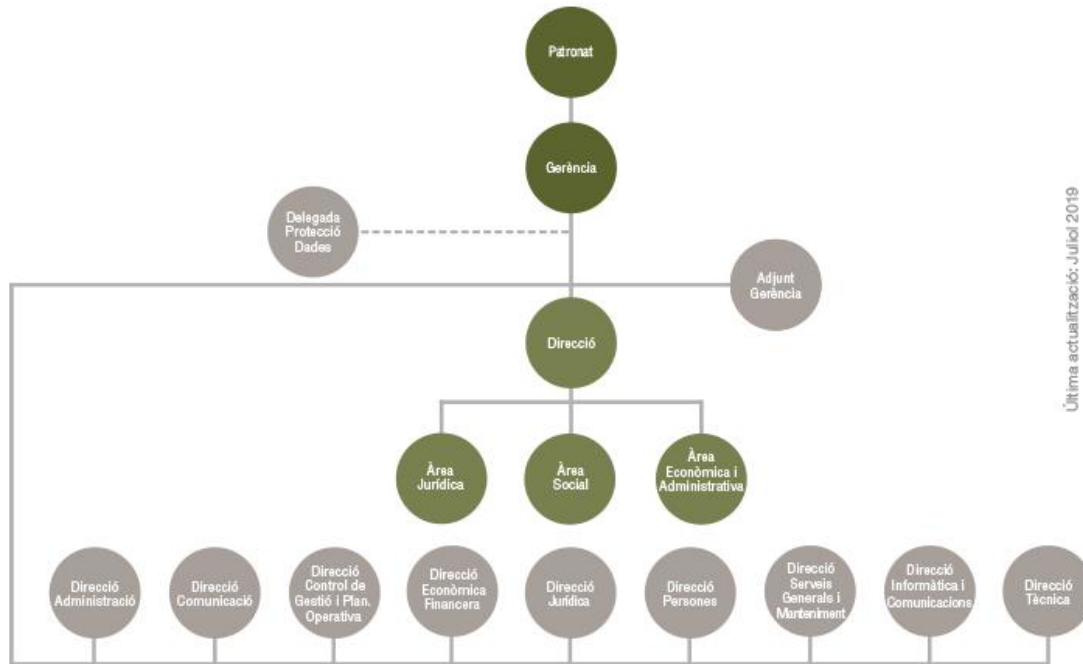 Patronat
Gerència
Delegada
Protecció
Dades
Adjunt
Gerència
Direcció
Àrea
Jurídica
Àrea
Social
Àrea
Econòmica i
Administrativa
Direcció
Administració
Direcció
Comunicació
Direcció
Control de
Gestió i Plan.
Operativa
Direcció
Econòmica
Financera
Direcció
Jurídica
Direcció
Persones
Direcció
Serveis
Generals i
Manteniment
Direcció
Informàtica i
Comunicacions
Direcció
Tècnica
Última actualització: Juliol 2019